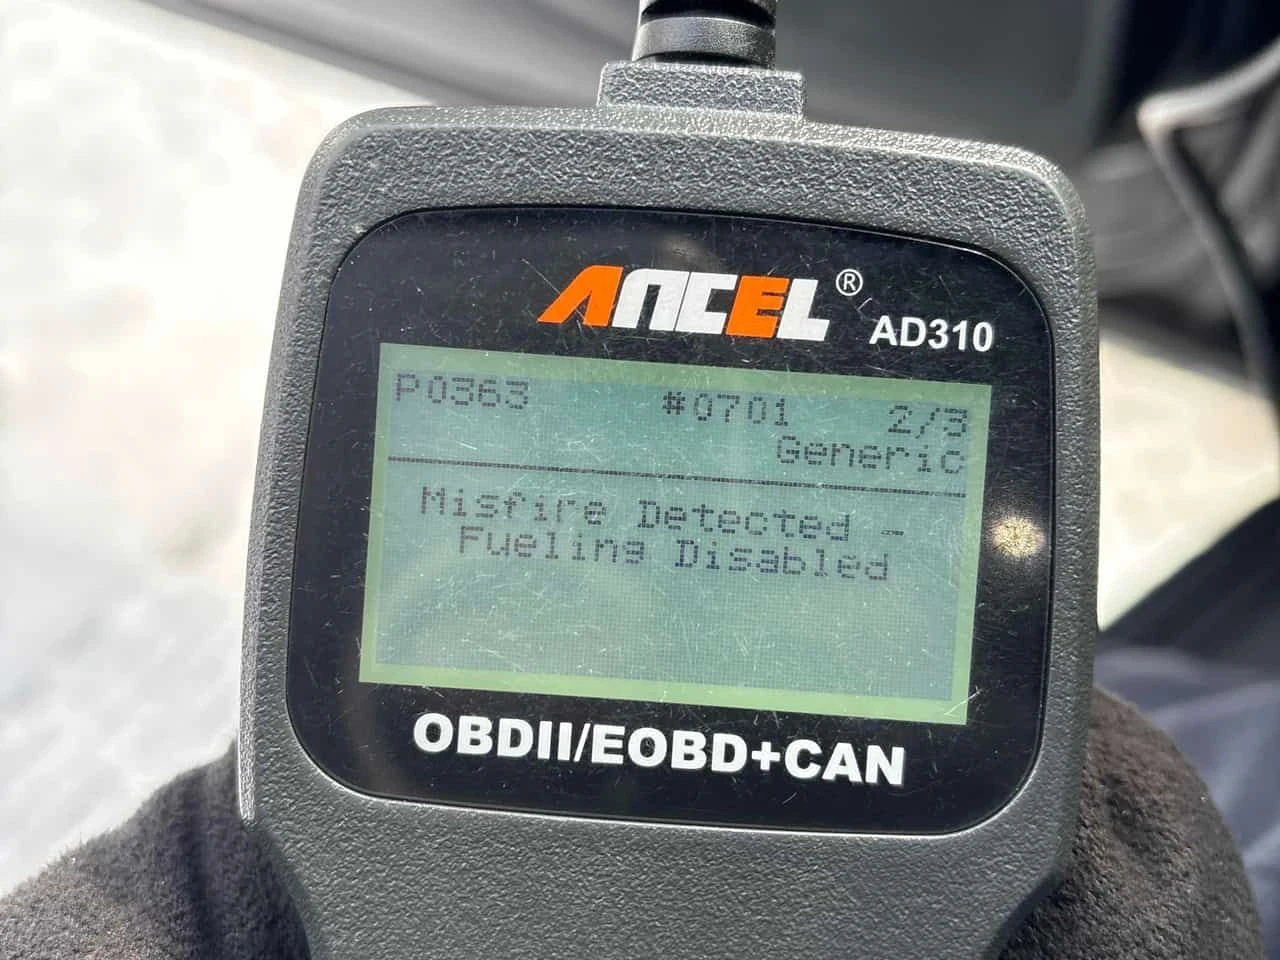 ANCEL®
AD310
P0363 #0701 2/3
Generic
Misfire Detected -
Fueling Disabled
OBDII/EOBD+CAN